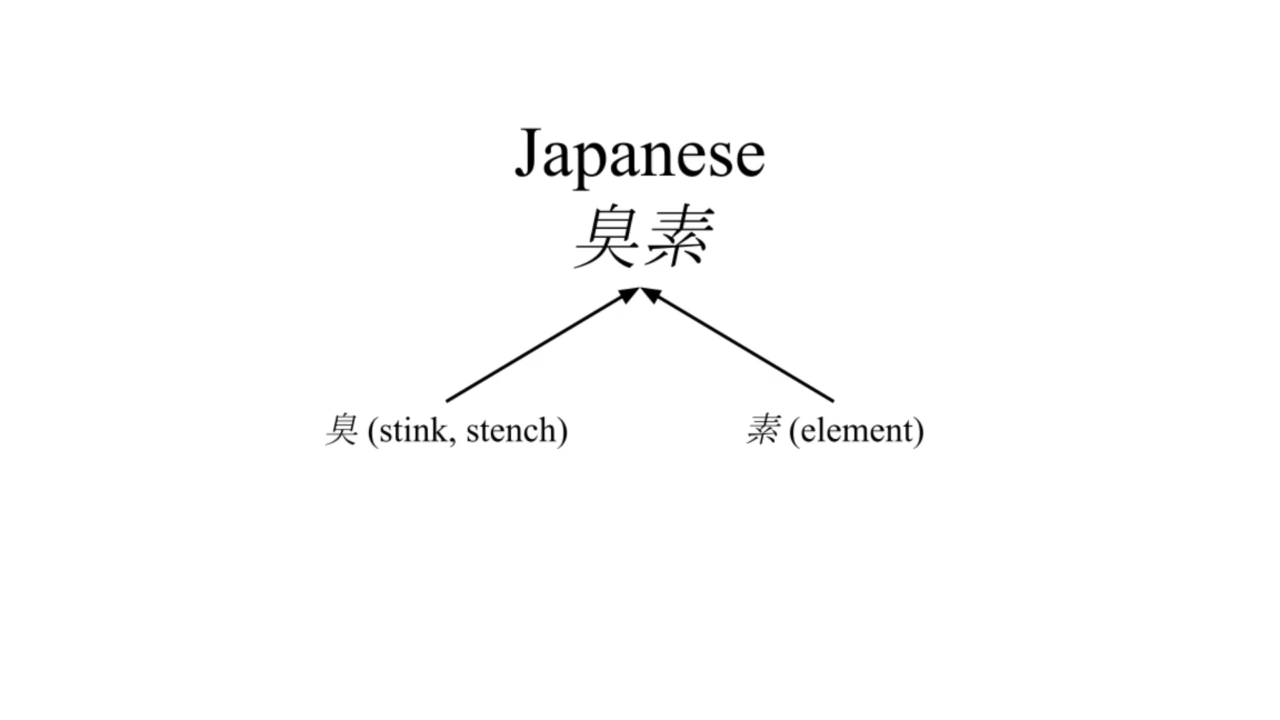 Japanese
臭素
臭 (stink, stench)
素 (element)